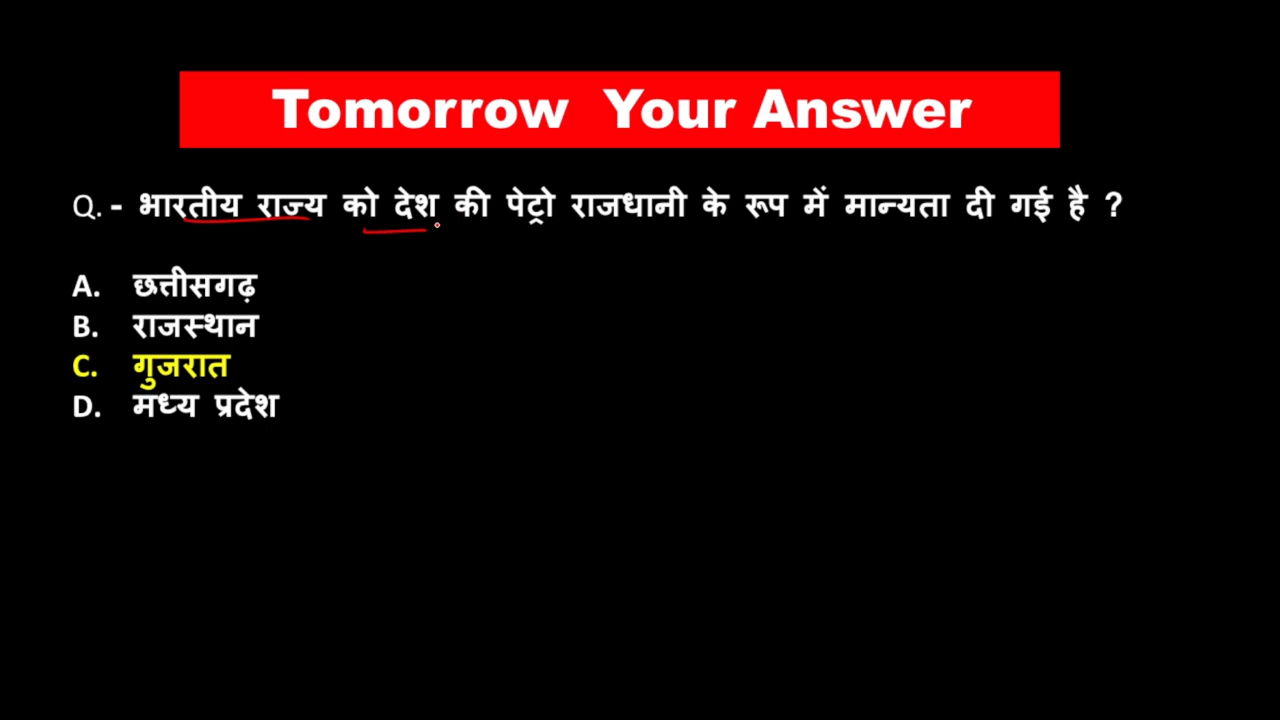 Tomorrow Your Answer
Q. - भारतीय राज्य को देश की पेट्रो राजधानी के रूप में मान्यता दी गई है ?
A. छत्तीसगढ़
B. राजस्थान
C. गुजरात
D. मध्य प्रदेश